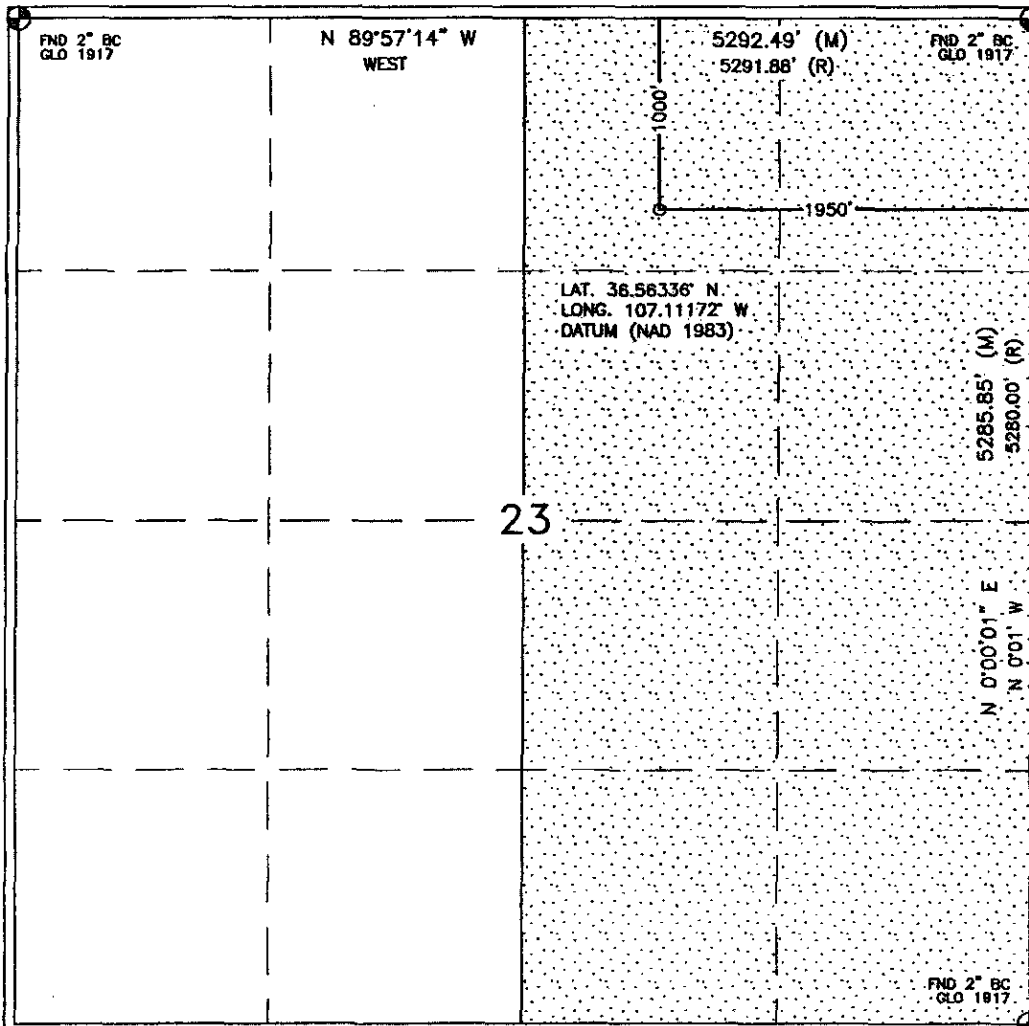 FND 2" BC
GLO 1917
N 89°57'14" W
WEST
5292.49' (M)
5291.88' (R)
FND 2" BC
GLO 1917
1000'
1950'
LAT. 36.56336° N
LONG. 107.11172° W
DATUM (NAD 1983)
5285.85' (M)
5280.00' (R)
23
N 0°00'01" E
N 0°01' W
FND 2" BC
GLO 1917